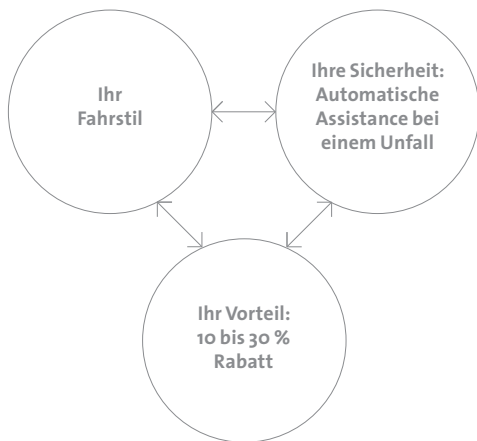 Ihr
Fahrstil
Ihre Sicherheit:
Automatische
Assistance bei
einem Unfall
Ihr Vorteil:
10 bis 30 %
Rabatt